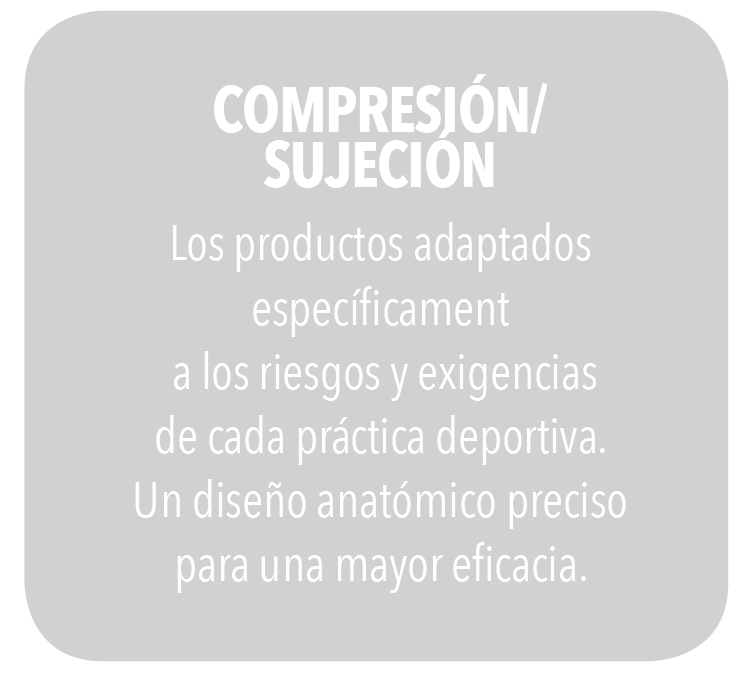 COMPRESIÓN/
SUJECIÓN
Los productos adaptados
específicament
a los riesgos y exigencias
de cada práctica deportiva.
Un diseño anatómico preciso
para una mayor eficacia.